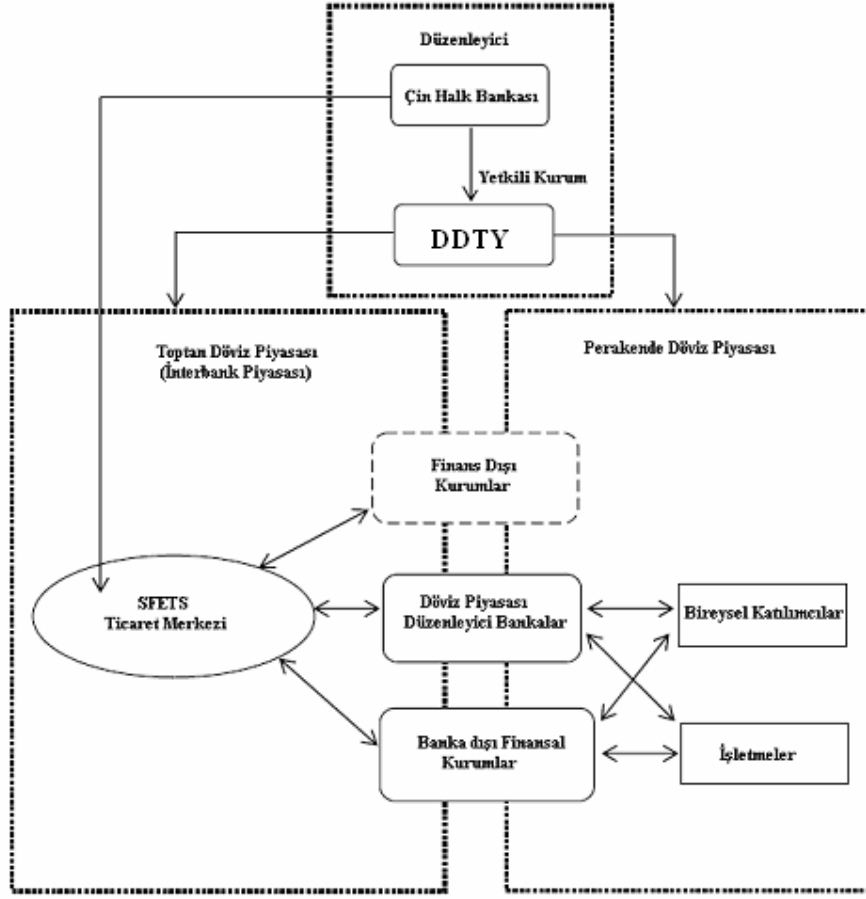 Düzenleyici
Çin Halk Bankası
Yetkili Kurum
DDTY
Toptan Döviz Piyasası
(İnterbank Piyasası)
Perakende Döviz Piyasası
Finans Dışı
Kurumlar
SFETS
Ticaret Merkezi
Döviz Piyasası
Düzenleyici Bankalar
Bireysel Katılımcılar
Banka dışı Finansal
Kurumlar
İşletmeler